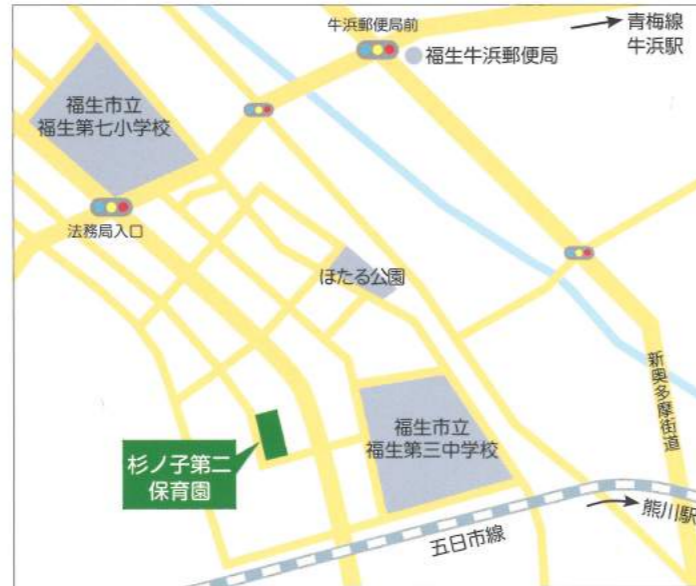 牛浜郵便局前
青梅線
牛浜駅
福生牛浜郵便局
福生市立
福生第七小学校
法務局入口
ほたる公園
新奥多摩街道
福生市立
福生第三中学校
杉ノ子第二
保育園
五日市線
熊川駅